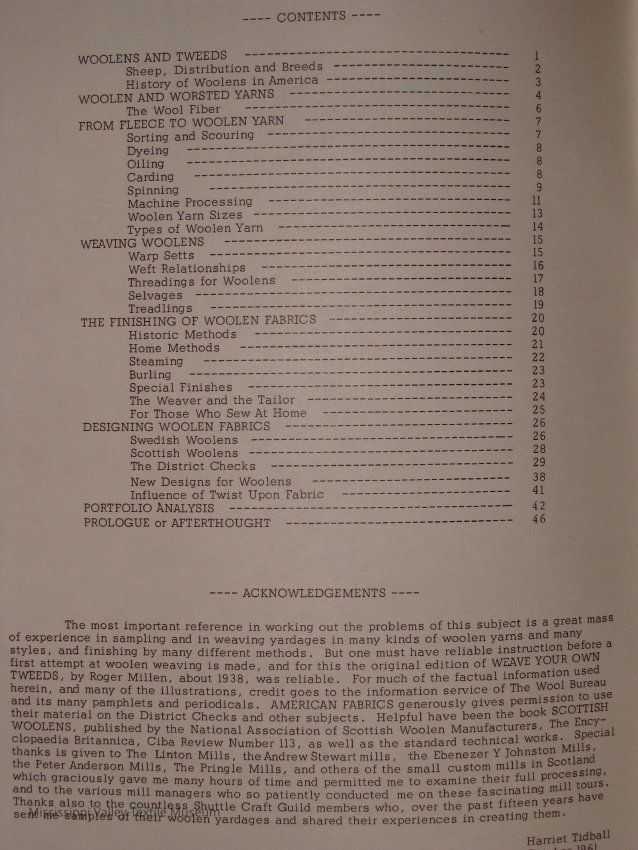 ---- CONTENTS ----
WOOLENS AND TWEEDS ------------------------------ 1
Sheep, Distribution and Breeds -------------------- 2
History of Woolens in America --------------------- 3
WOOLEN AND WORSTED YARNS ------------------------- 4
The Wool Fiber ------------------------------ 6
FROM FLEECE TO WOOLEN YARN ----------------------- 7
Sorting and Scouring ---------------------------- 7
Dyeing ------------------------------------- 8
Oiling ------------------------------------- 8
Carding ------------------------------------ 8
Spinning ----------------------------------- 9
Machine Processing ----------------------------- 11
Woolen Yarn Sizes ----------------------------- 13
Types of Woolen Yarn --------------------------- 14
WEAVING WOOLENS --------------------------------- 15
Warp Setts ----------------------------------- 15
Weft Relationships ----------------------------- 16
Threadings for Woolens -------------------------- 17
Selvages ------------------------------------ 18
Treadlings ---------------------------------- 19
THE FINISHING OF WOOLEN FABRICS --------------------- 20
Historic Methods ------------------------------ 20
Home Methods ------------------------------- 21
Steaming ----------------------------------- 22
Burling ------------------------------------ 23
Special Finishes ------------------------------ 23
The Weaver and the Tailor ------------------------ 24
For Those Who Sew At Home ---------------------- 25
DESIGNING WOOLEN FABRICS -------------------------- 26
Swedish Woolens ------------------------------ 26
Scottish Woolens ------------------------------ 28
The District Checks ---------------------------- 29
New Designs for Woolens ------------------------ 38
Influence of Twist Upon Fabric -------------------- 41
PORTFOLIO ANALYSIS -------------------------------- 42
PROLOGUE or AFTERTHOUGHT -------------------------- 46
---- ACKNOWLEDGEMENTS ----
The most important reference in working out the problems of this subject is a great mass
of experience in sampling and in weaving yardages in many kinds of woolen yarns and many
styles, and finishing by many different methods. But one must have reliable instruction before a
first attempt at woolen weaving is made, and for this the original edition of WEAVE YOUR OWN
TWEEDS, by Roger Millen, about 1938, was reliable. For much of the factual information used
herein, and many of the illustrations, credit goes to the information service of The Wool Bureau
and its many pamphlets and periodicals. AMERICAN FABRICS generously gives permission to use
their material on the District Checks and other subjects. Helpful have been the book SCOTTISH
WOOLENS, published by the National Association of Scottish Woolen Manufacturers, The Ency-
clopaedia Britannica, Ciba Review Number 113, as well as the standard technical works. Special
thanks is given to The Linton Mills, the Andrew Stewart mills, the Ebenezer Y Johnston Mills,
the Peter Anderson Mills, The Pringle Mills, and others of the small custom mills in Scotland
which graciously gave me many hours of time and permitted me to examine their full processing,
and to the various mill managers who so patiently conducted me on these fascinating mill tours.
Thanks also to the countless Shuttle Craft Guild members who, over the past fifteen years have
sent me samples of their woolen yardages and shared their experiences in creating them.
Mississippi Valley Textile Museum
Harriet Tidball
1961